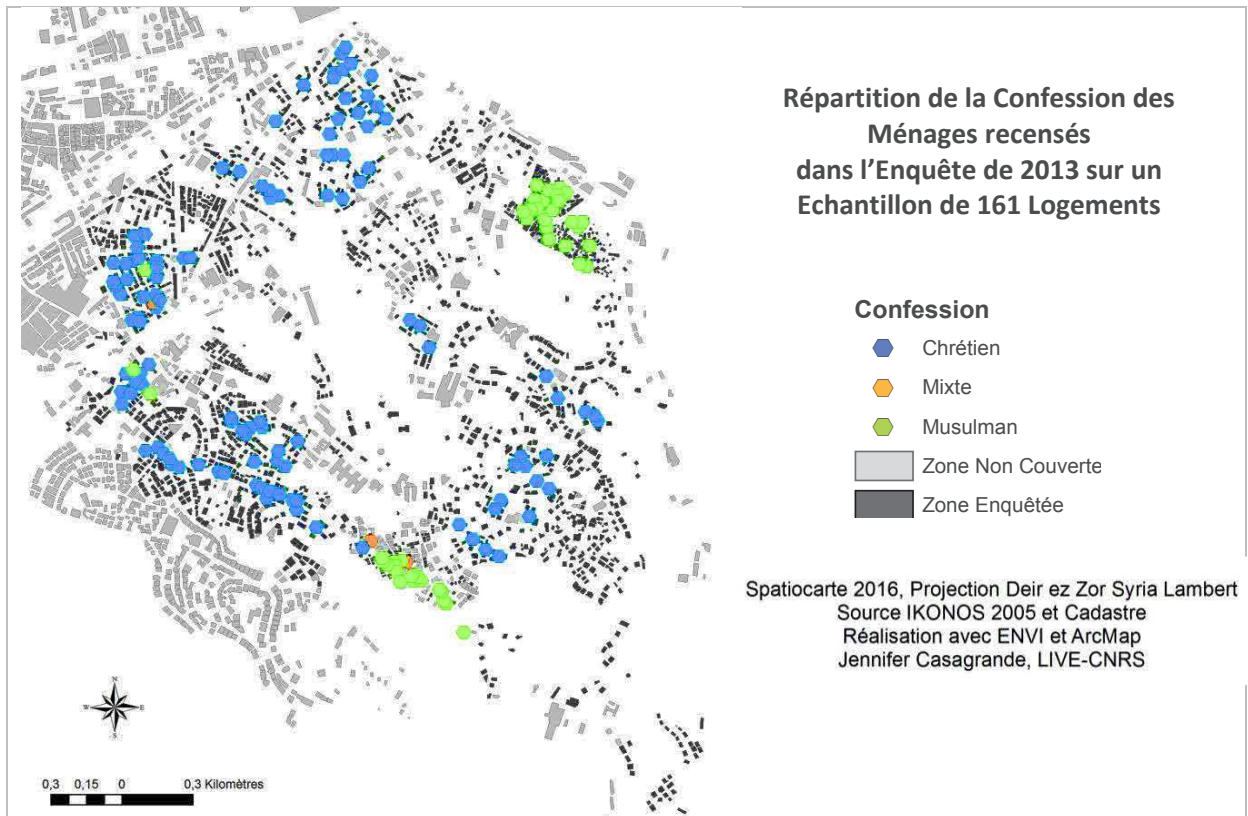 Répartition de la Confession des
Ménages recensés
dans l’Enquête de 2013 sur un
Echantillon de 161 Logements
Confession
Chrétien
Mixte
Musulman
Zone Non Couverte
Zone Enquêtée
Spatiocarte 2016, Projection Deir ez Zor Syria Lambert
Source IKONOS 2005 et Cadastre
Réalisation avec ENVI et ArcMap
Jennifer Casagrande, LIVE-CNRS
N
W E
S
0,3 0,15 0 0,3 Kilomètres